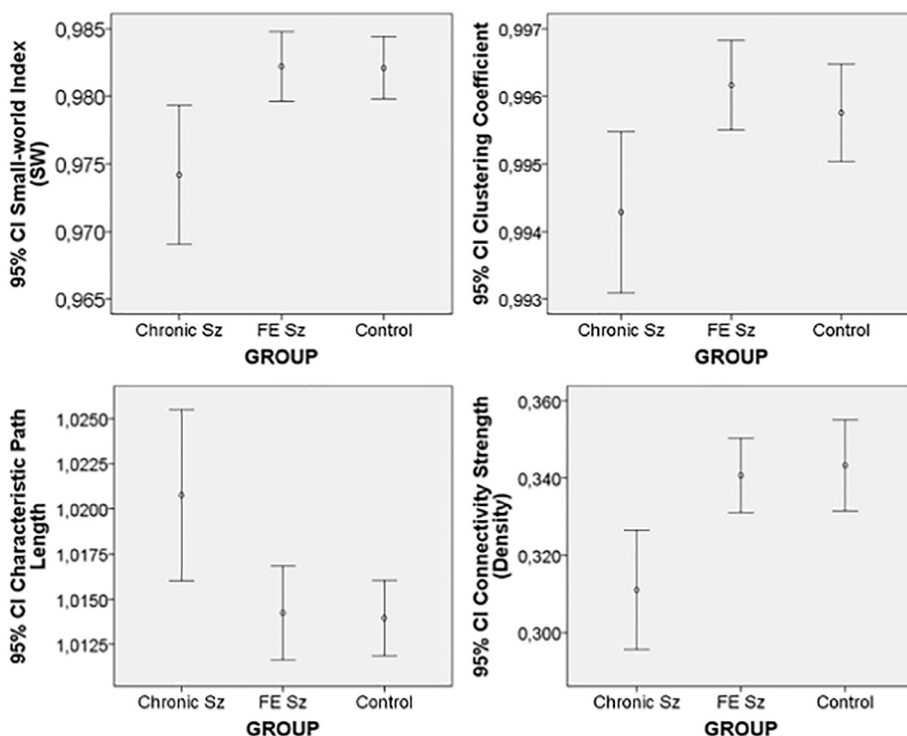 95% CI Small-world Index
(SW)
0,985
0,980
0,975
0,970
0,965
Chronic Sz FE Sz Control
GROUP
95% CI Clustering Coefficient
0,997
0,996
0,995
0,994
0,993
Chronic Sz FE Sz Control
GROUP
95% CI Characteristic Path
Length
1,0250
1,0225
1,0200
1,0175
1,0150
1,0125
Chronic Sz FE Sz Control
GROUP
95% CI Connectivity Strength
(Density)
0,360
0,340
0,320
0,300
Chronic Sz FE Sz Control
GROUP